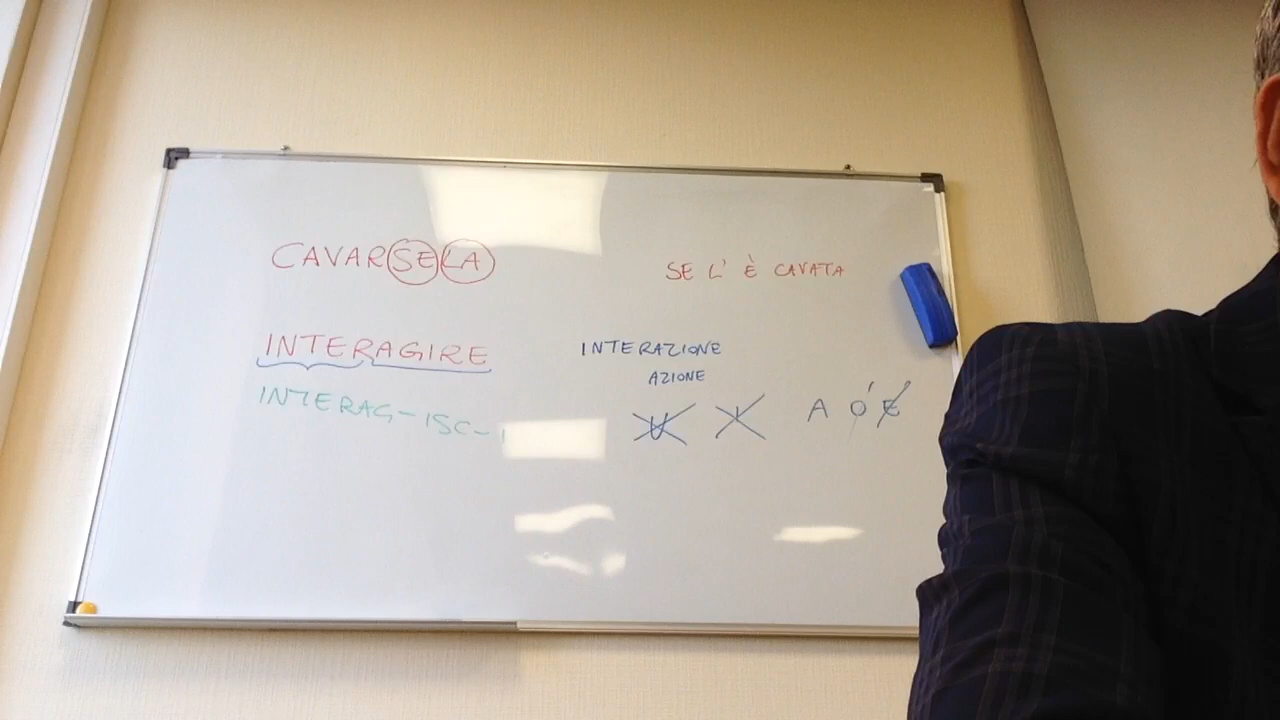 CAVARSELA
SE L' È CAVATA
INTERAGIRE
INTERAZIONE
AZIONE
INTERAG-ISC-I
U I A O E